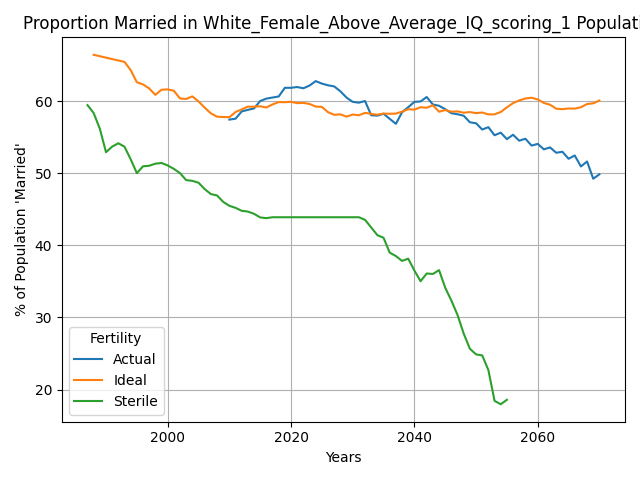 Proportion Married in White_Female_Above_Average_IQ_scoring_1 Populati
% of Population 'Married'
60
50
40
30
20
Fertility
Actual
Ideal
Sterile
2000 2020 2040 2060
Years